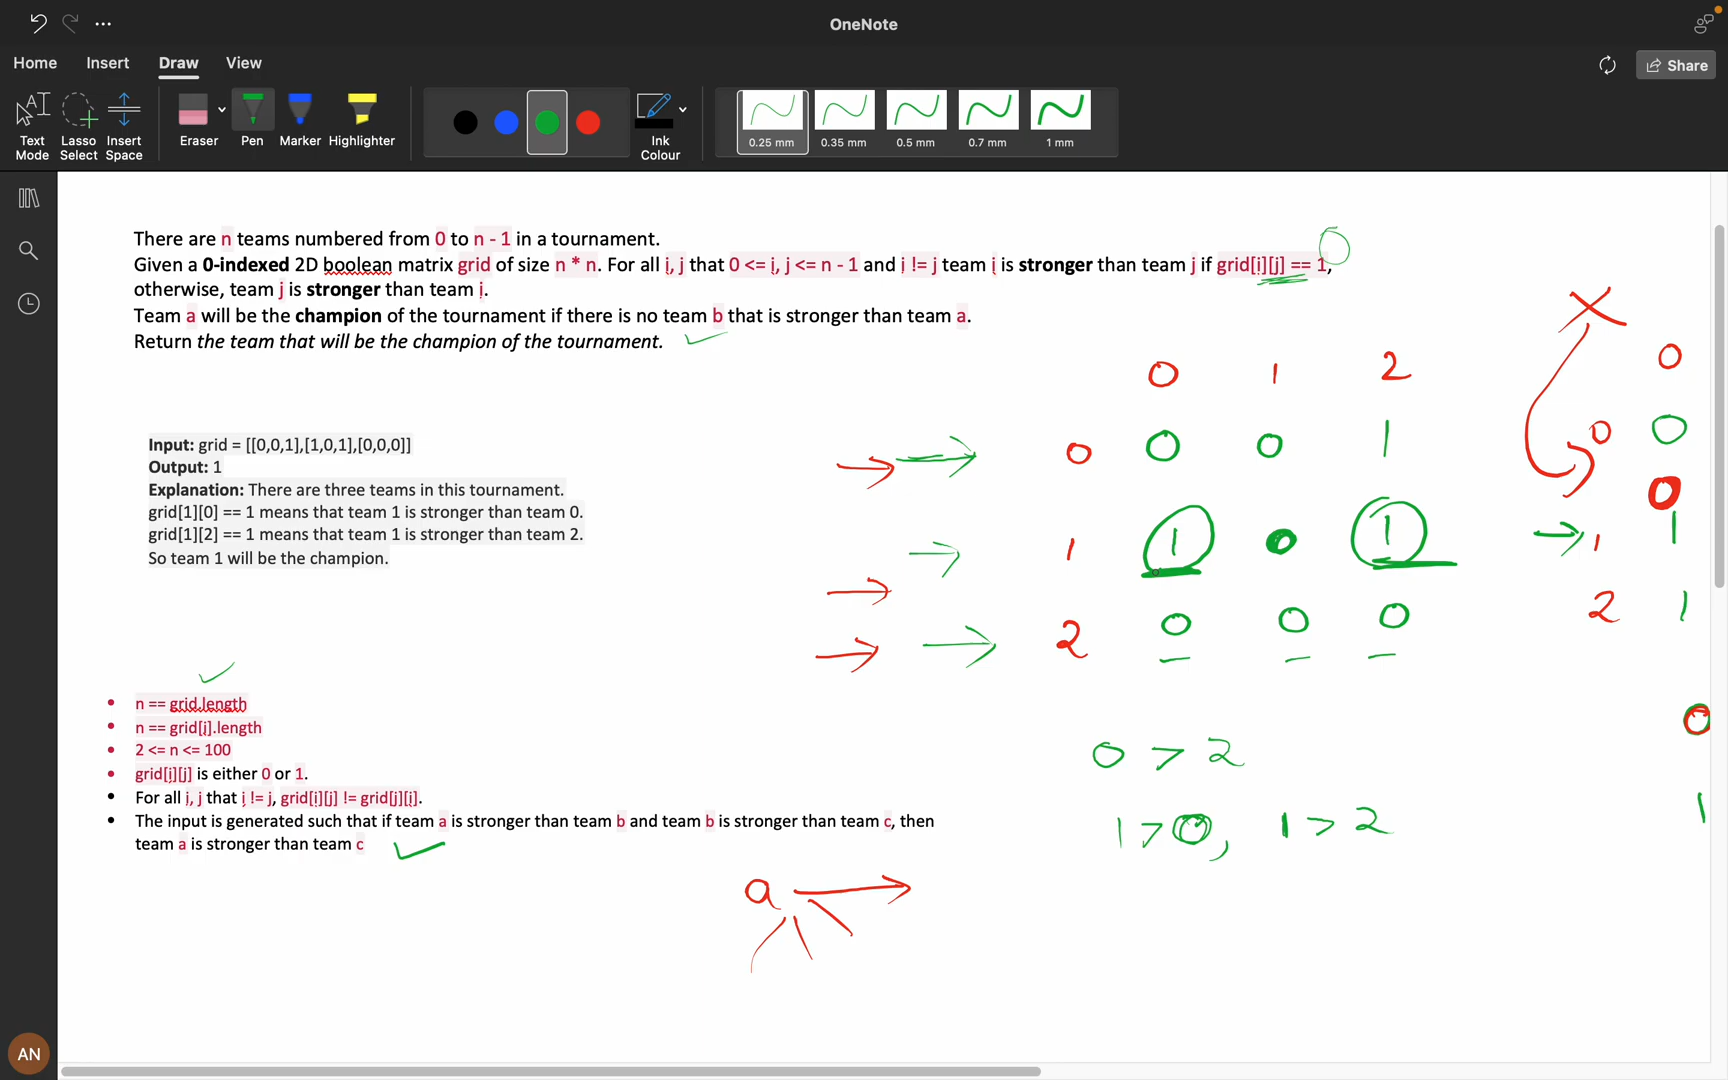 OneNote
Home Insert Draw View
Share
Text Mode
Lasso Select
Insert Space
Eraser
Pen
Marker
Highlighter
Ink Colour
0.25 mm 0.35 mm 0.5 mm 0.7 mm 1 mm
There are n teams numbered from 0 to n - 1 in a tournament.
Given a 0-indexed 2D boolean matrix grid of size n * n. For all i, j that 0 <= i, j <= n - 1 and i != j team i is stronger than team j if grid[i][j] == 1,
otherwise, team j is stronger than team i.
Team a will be the champion of the tournament if there is no team b that is stronger than team a.
Return the team that will be the champion of the tournament.
Input: grid = [[0,0,1],[1,0,1],[0,0,0]]
Output: 1
Explanation: There are three teams in this tournament.
grid[1][0] == 1 means that team 1 is stronger than team 0.
grid[1][2] == 1 means that team 1 is stronger than team 2.
So team 1 will be the champion.
0 1 2
0 0 0 1
1 1 0 1
2 0 0 0
0
0 0
0
1 1
2 1
0
1
• n == grid.length
• n == grid[i].length
• 2 <= n <= 100
• grid[i][j] is either 0 or 1.
• For all i, j that i != j, grid[i][j] != grid[j][i].
• The input is generated such that if team a is stronger than team b and team b is stronger than team c, then
team a is stronger than team c
0 > 2
1 > 0, 1 > 2
a
AN